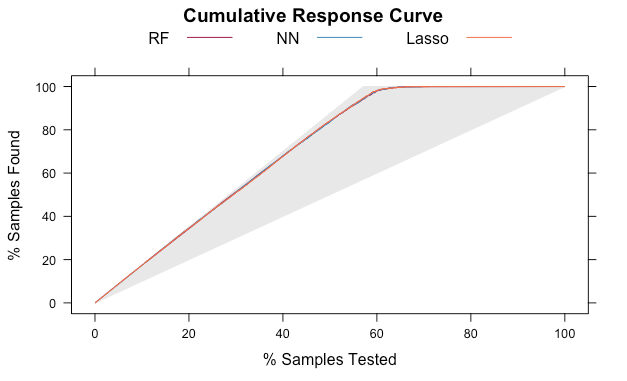 Cumulative Response Curve
RF NN Lasso
100
80
60
40
20
0
% Samples Found
0 20 40 60 80 100
% Samples Tested